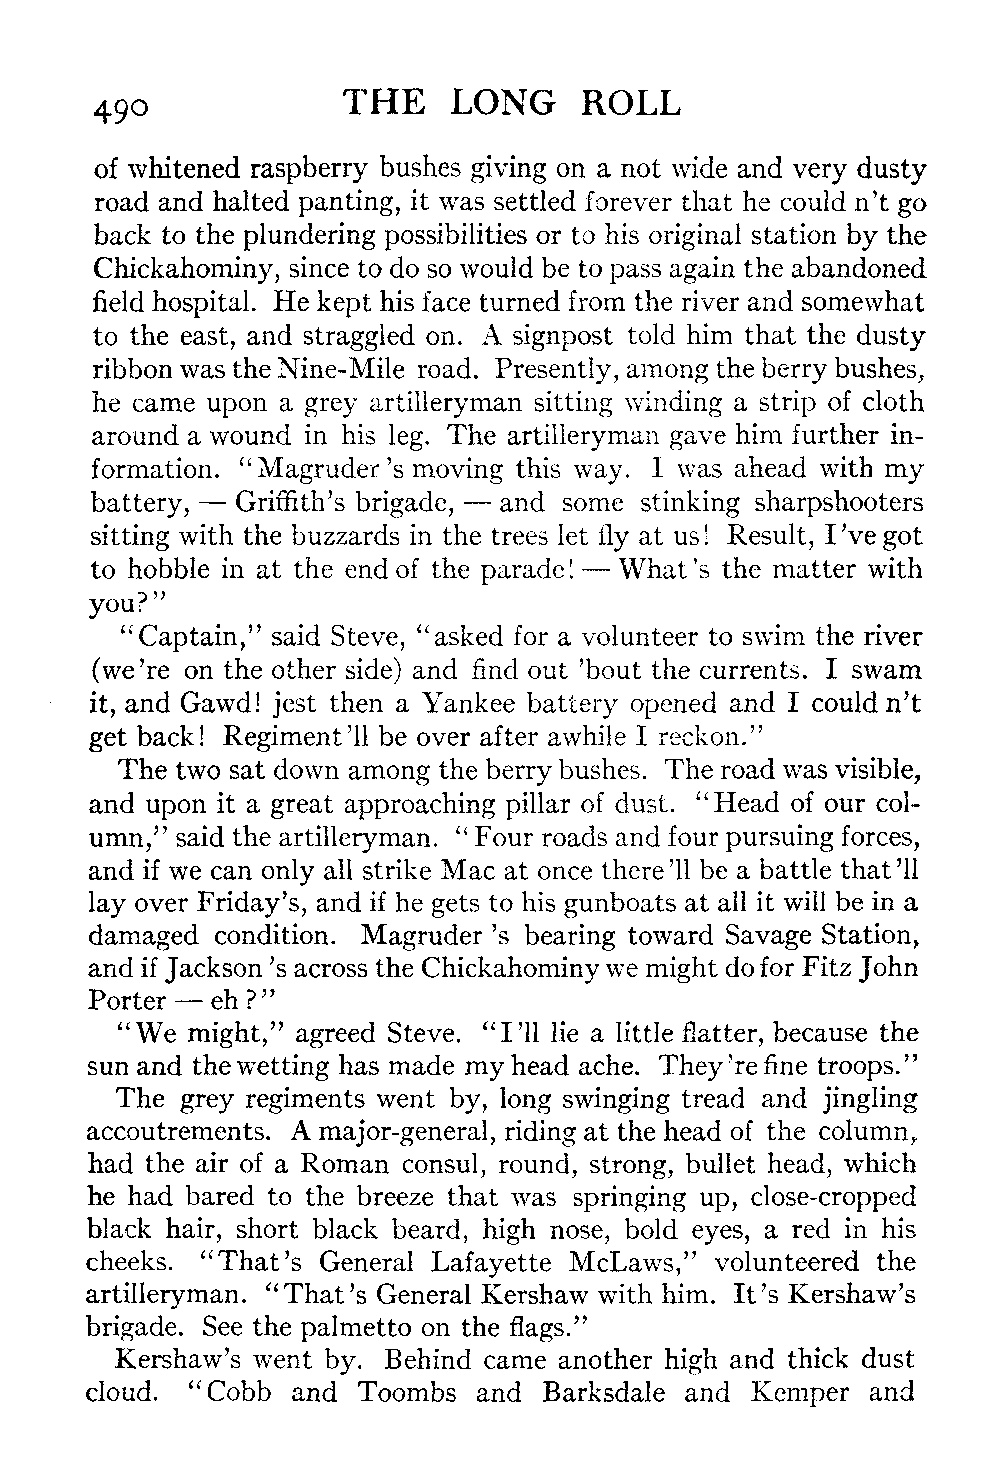 490 THE LONG ROLL
of whitened raspberry bushes giving on a not wide and very dusty
road and halted panting, it was settled forever that he could n't go
back to the plundering possibilities or to his original station by the
Chickahominy, since to do so would be to pass again the abandoned
field hospital. He kept his face turned from the river and somewhat
to the east, and straggled on. A signpost told him that the dusty
ribbon was the Nine-Mile road. Presently, among the berry bushes,
he came upon a grey artilleryman sitting winding a strip of cloth
around a wound in his leg. The artilleryman gave him further in-
formation. "Magruder's moving this way. I was ahead with my
battery, — Griffith's brigade, — and some stinking sharpshooters
sitting with the buzzards in the trees let fly at us! Result, I've got
to hobble in at the end of the parade! — What's the matter with
you?"
"Captain," said Steve, "asked for a volunteer to swim the river
(we're on the other side) and find out 'bout the currents. I swam
it, and Gawd! jest then a Yankee battery opened and I could n't
get back! Regiment'll be over after awhile I reckon."
The two sat down among the berry bushes. The road was visible,
and upon it a great approaching pillar of dust. "Head of our col-
umn," said the artilleryman. "Four roads and four pursuing forces,
and if we can only all strike Mac at once there'll be a battle that'll
lay over Friday's, and if he gets to his gunboats at all it will be in a
damaged condition. Magruder's bearing toward Savage Station,
and if Jackson's across the Chickahominy we might do for Fitz John
Porter — eh?"
"We might," agreed Steve. "I'll lie a little flatter, because the
sun and the wetting has made my head ache. They're fine troops."
The grey regiments went by, long swinging tread and jingling
accoutrements. A major-general, riding at the head of the column,
had the air of a Roman consul, round, strong, bullet head, which
he had bared to the breeze that was springing up, close-cropped
black hair, short black beard, high nose, bold eyes, a red in his
cheeks. "That's General Lafayette McLaws," volunteered the
artilleryman. "That's General Kershaw with him. It's Kershaw's
brigade. See the palmetto on the flags."
Kershaw's went by. Behind came another high and thick dust
cloud. "Cobb and Toombs and Barksdale and Kemper and